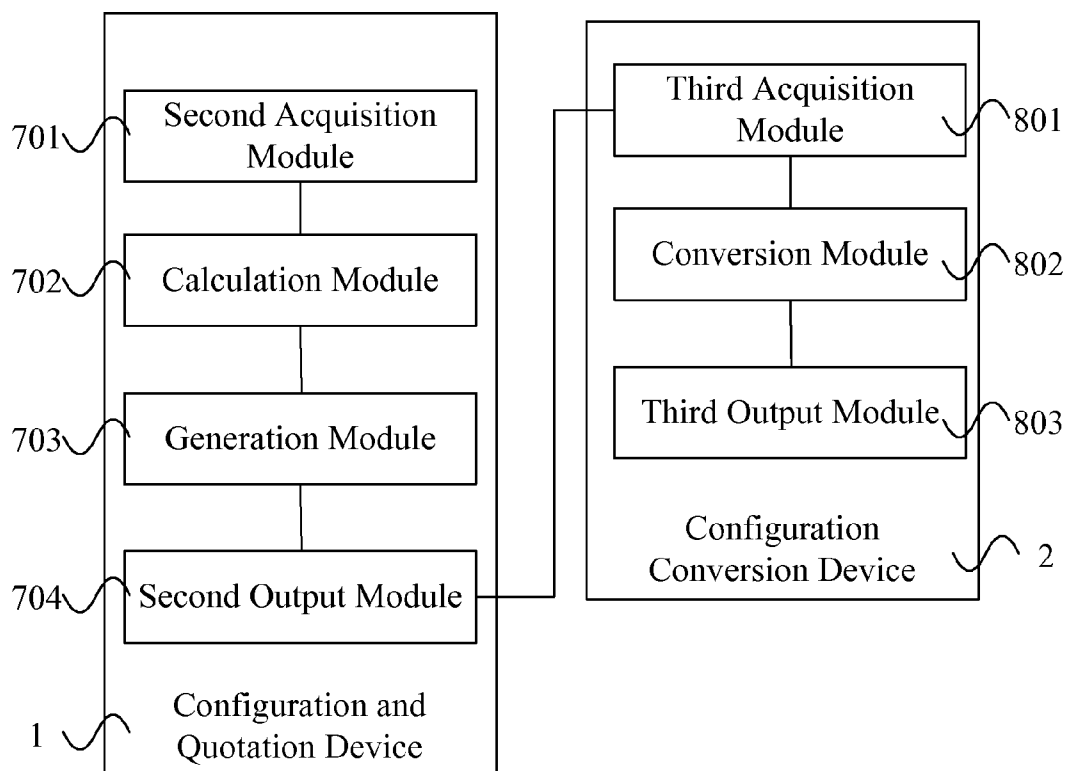 701
Second Acquisition
Module
702
Calculation Module
703
Generation Module
704
Second Output Module
1
Configuration and
Quotation Device
Third Acquisition
Module
801
Conversion Module
802
Third Output Module
803
Configuration
Conversion Device
2